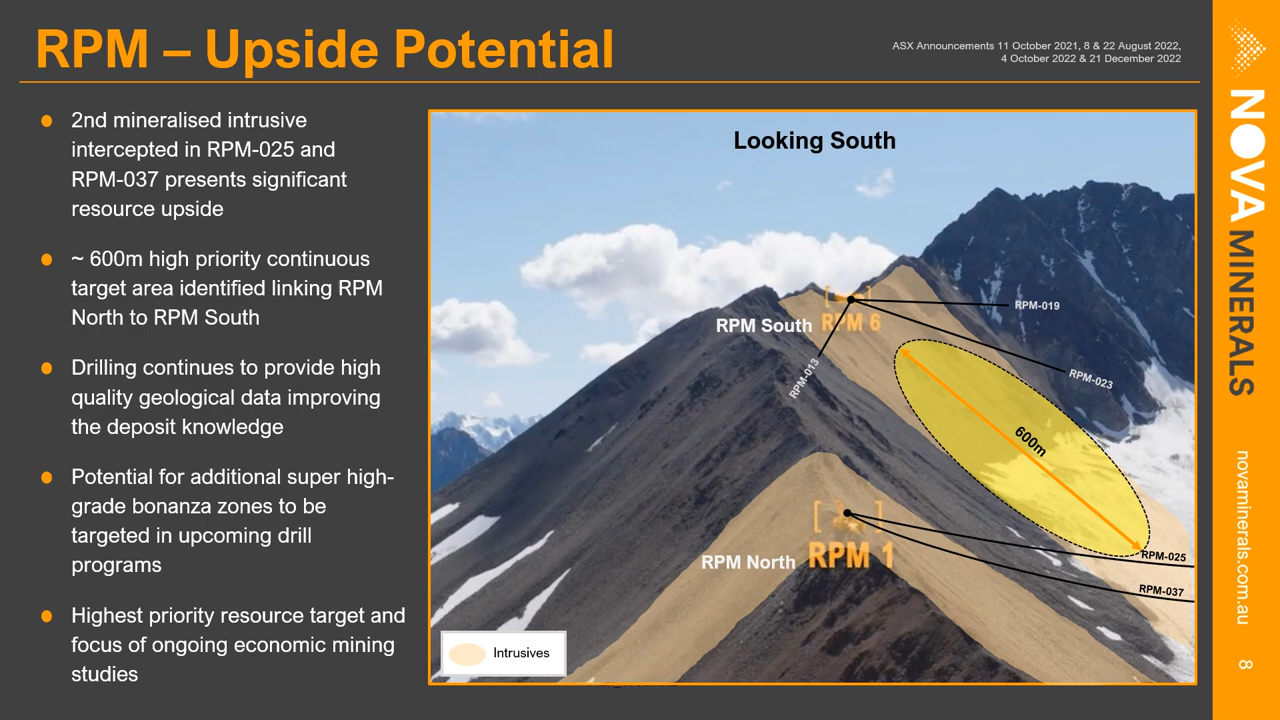 RPM – Upside Potential
ASX Announcements 11 October 2021, 8 & 22 August 2022,
4 October 2022 & 21 December 2022
2nd mineralised intrusive
intercepted in RPM-025 and
RPM-037 presents significant
resource upside
~ 600m high priority continuous
target area identified linking RPM
North to RPM South
Drilling continues to provide high
quality geological data improving
the deposit knowledge
Potential for additional super high-
grade bonanza zones to be
targeted in upcoming drill
programs
Highest priority resource target and
focus of ongoing economic mining
studies
Looking South
RPM-019
RPM South
RPM 6
RPM-013
RPM-023
600m
RPM North
RPM 1
RPM-025
RPM-037
Intrusives
NOVA MINERALS
novaminerals.com.au
8